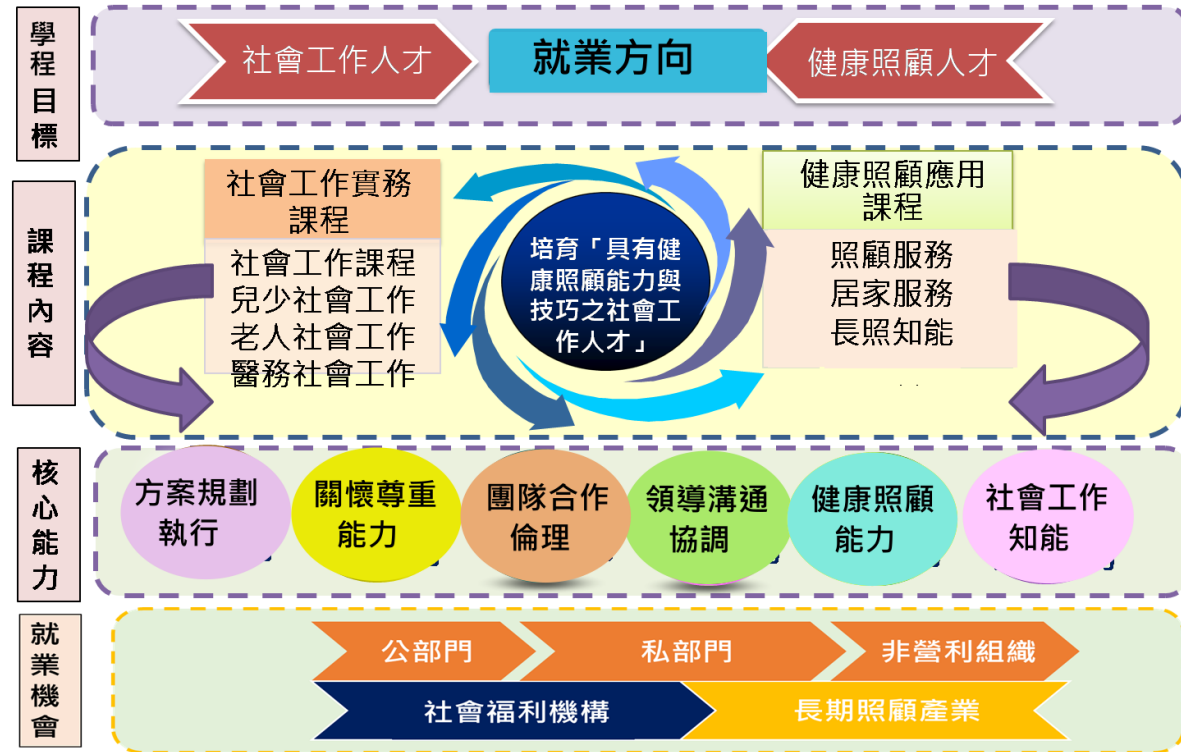 學程目標
社會工作人才
就業方向
健康照顧人才
課程內容
社會工作實務
課程
社會工作課程
兒少社會工作
老人社會工作
醫務社會工作
培育「具有健
康照顧能力與
技巧之社會工
作人才」
健康照顧應用
課程
照顧服務
居家服務
長照知能
核心能力
方案規劃
執行
關懷尊重
能力
團隊合作
倫理
領導溝通
協調
健康照顧
能力
社會工作
知能
就業機會
公部門
私部門
非營利組織
社會福利機構
長期照顧產業